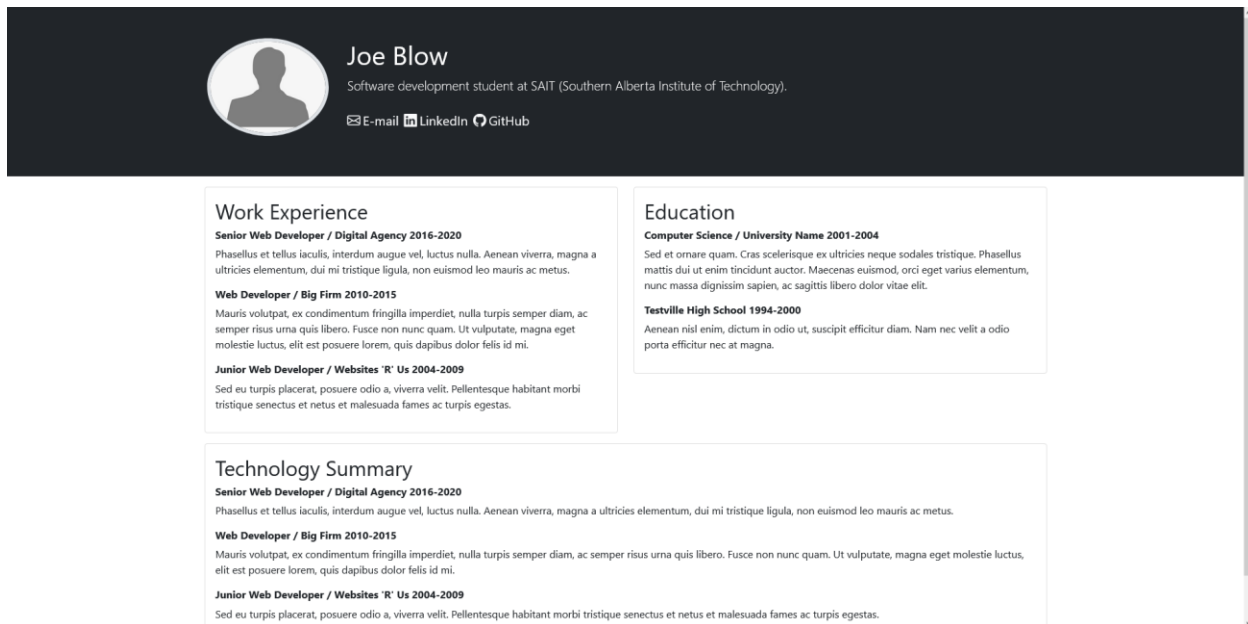 Joe Blow
Software development student at SAIT (Southern Alberta Institute of Technology).
E-mail LinkedIn GitHub
Work Experience
Senior Web Developer / Digital Agency 2016-2020
Phasellus et tellus iaculis, interdum augue vel, luctus nulla. Aenean viverra, magna a
ultricies elementum, dui mi tristique ligula, non euismod leo mauris ac metus.
Web Developer / Big Firm 2010-2015
Mauris volutpat, ex condimentum fringilla imperdiet, nulla turpis semper diam, ac
semper risus urna quis libero. Fusce non nunc quam. Ut vulputate, magna eget
molestie luctus, elit est posuere lorem, quis dapibus dolor felis id mi.
Junior Web Developer / Websites 'R' Us 2004-2009
Sed eu turpis placerat, posuere odio a, viverra velit. Pellentesque habitant morbi
tristique senectus et netus et malesuada fames ac turpis egestas.
Education
Computer Science / University Name 2001-2004
Sed et ornare quam. Cras scelerisque ex ultricies neque sodales tristique. Phasellus
mattis dui ut enim tincidunt auctor. Maecenas euismod, orci eget varius elementum,
nunc massa dignissim sapien, ac sagittis libero dolor vitae elit.
Testville High School 1994-2000
Aenean nisl enim, dictum in odio ut, suscipit efficitur diam. Nam nec velit a odio
porta efficitur nec at magna.
Technology Summary
Senior Web Developer / Digital Agency 2016-2020
Phasellus et tellus iaculis, interdum augue vel, luctus nulla. Aenean viverra, magna a ultricies elementum, dui mi tristique ligula, non euismod leo mauris ac metus.
Web Developer / Big Firm 2010-2015
Mauris volutpat, ex condimentum fringilla imperdiet, nulla turpis semper diam, ac semper risus urna quis libero. Fusce non nunc quam. Ut vulputate, magna eget molestie luctus,
elit est posuere lorem, quis dapibus dolor felis id mi.
Junior Web Developer / Websites 'R' Us 2004-2009
Sed eu turpis placerat, posuere odio a, viverra velit. Pellentesque habitant morbi tristique senectus et netus et malesuada fames ac turpis egestas.